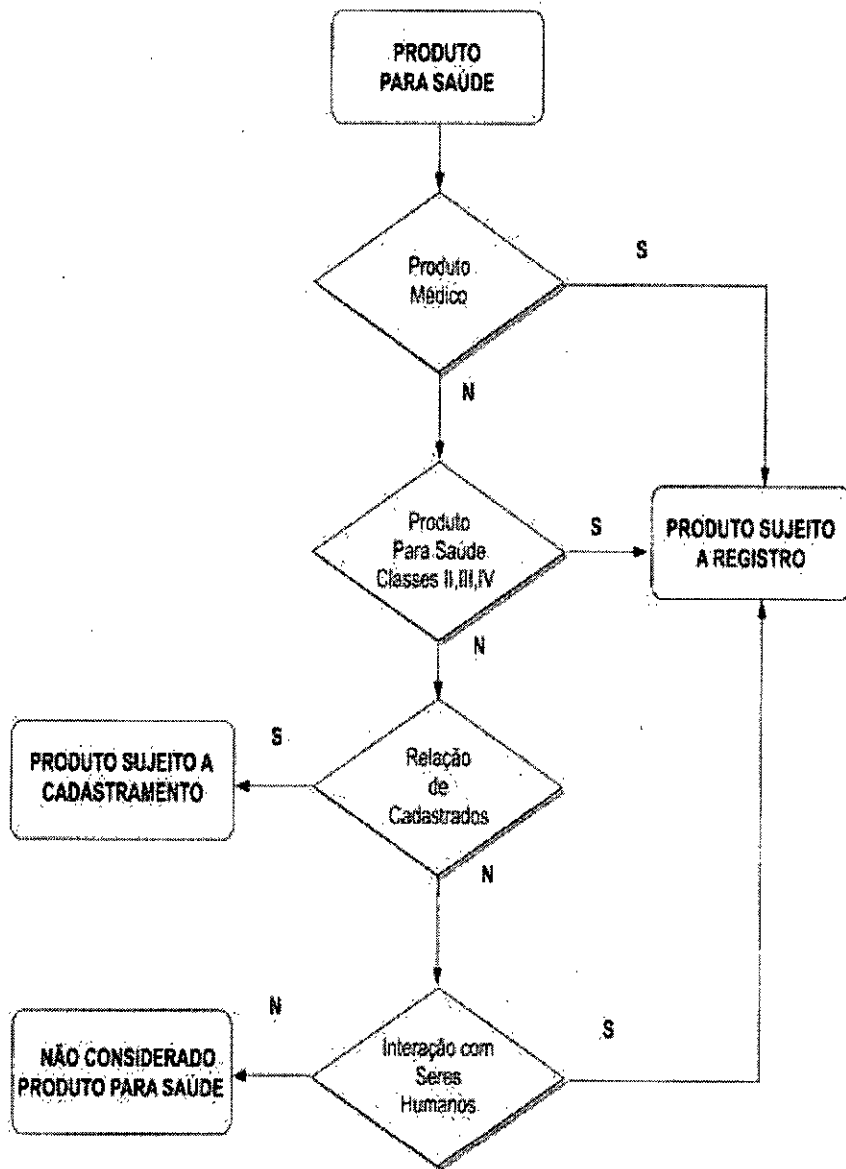 PRODUTO
PARA SAÚDE
Produto
Médico
S
N
Produto
Para Saúde
Classes II,III,IV
S
PRODUTO SUJEITO
A REGISTRO
N
PRODUTO SUJEITO A
CADASTRAMENTO
S
Relação
de
Cadastrados
N
NÃO CONSIDERADO
PRODUTO PARA SAÚDE
N
Interação com
Seres
Humanos
S